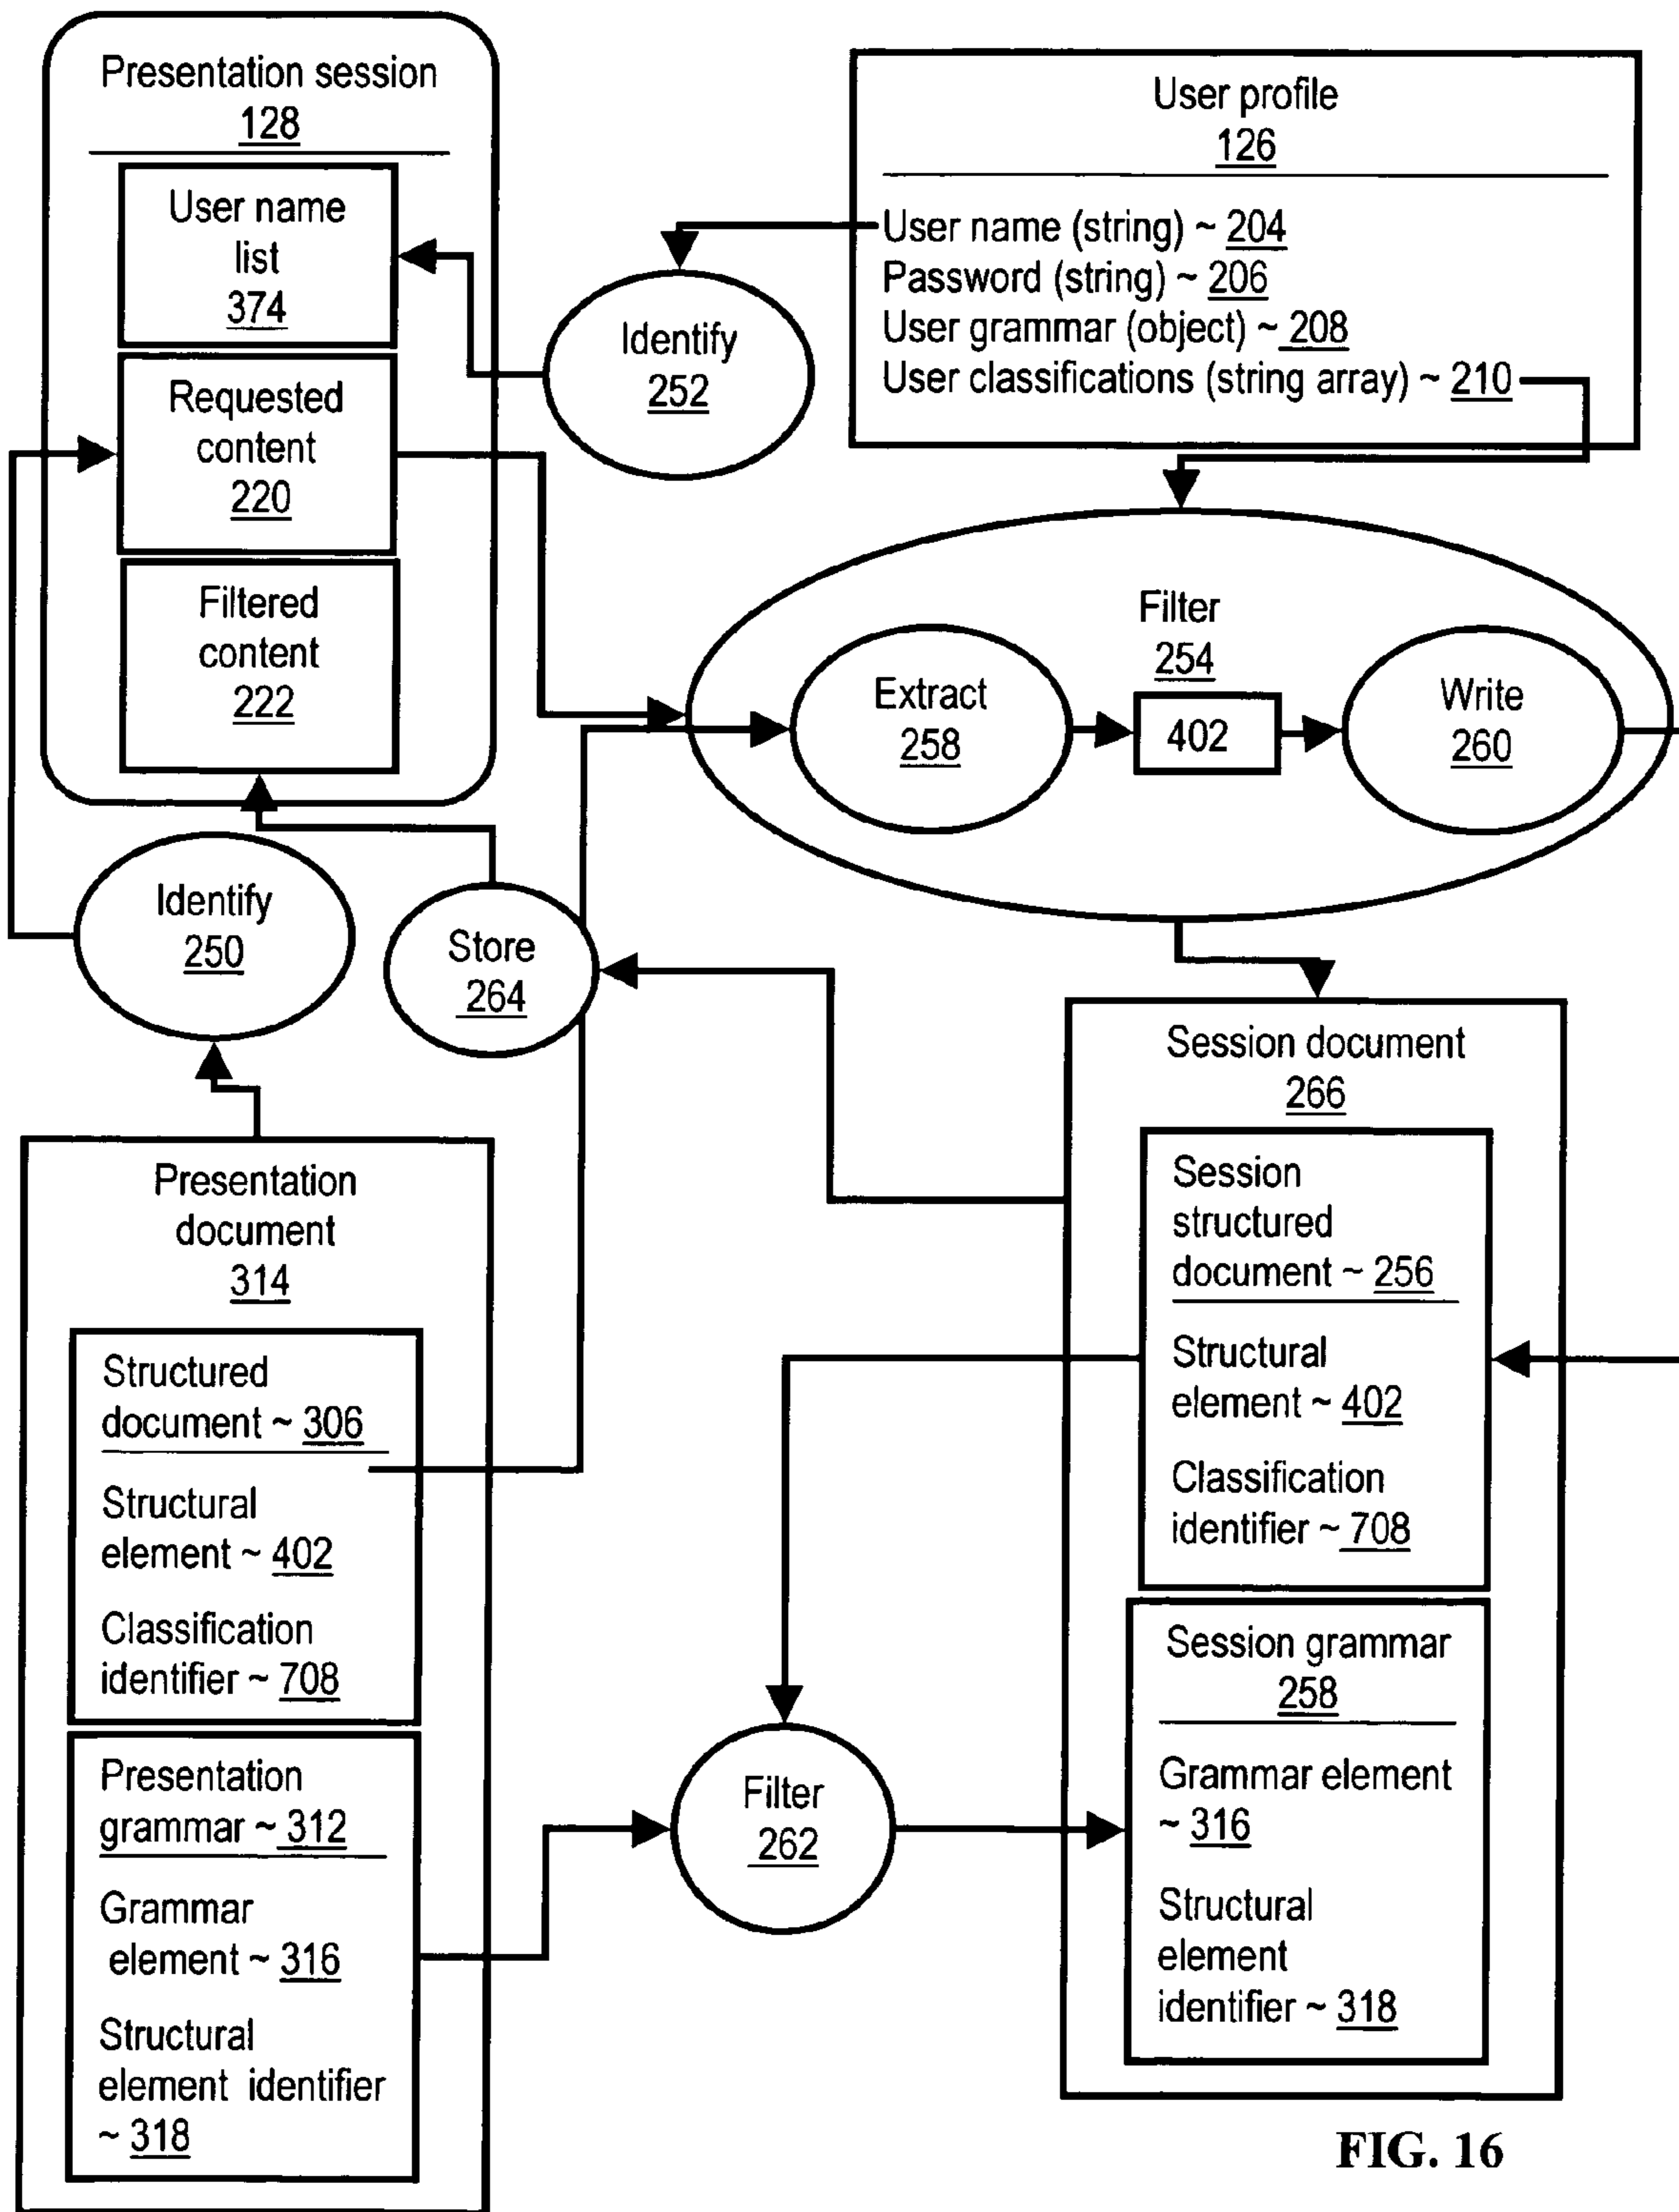 Presentation session
128
User name
list
374
Requested
content
220
Filtered
content
222
User profile
126
User name (string) ~ 204
Password (string) ~ 206
User grammar (object) ~ 208
User classifications (string array) ~ 210
Identify
252
Filter
254
Extract
258
402
Write
260
Identify
250
Store
264
Session document
266
Session
structured
document ~ 256
Structural
element ~ 402
Classification
identifier ~ 708
Session grammar
258
Grammar element
~ 316
Structural
element
identifier ~ 318
Presentation
document
314
Structured
document ~ 306
Structural
element ~ 402
Classification
identifier ~ 708
Presentation
grammar ~ 312
Grammar
element ~ 316
Structural
element identifier
~ 318
Filter
262
FIG. 16